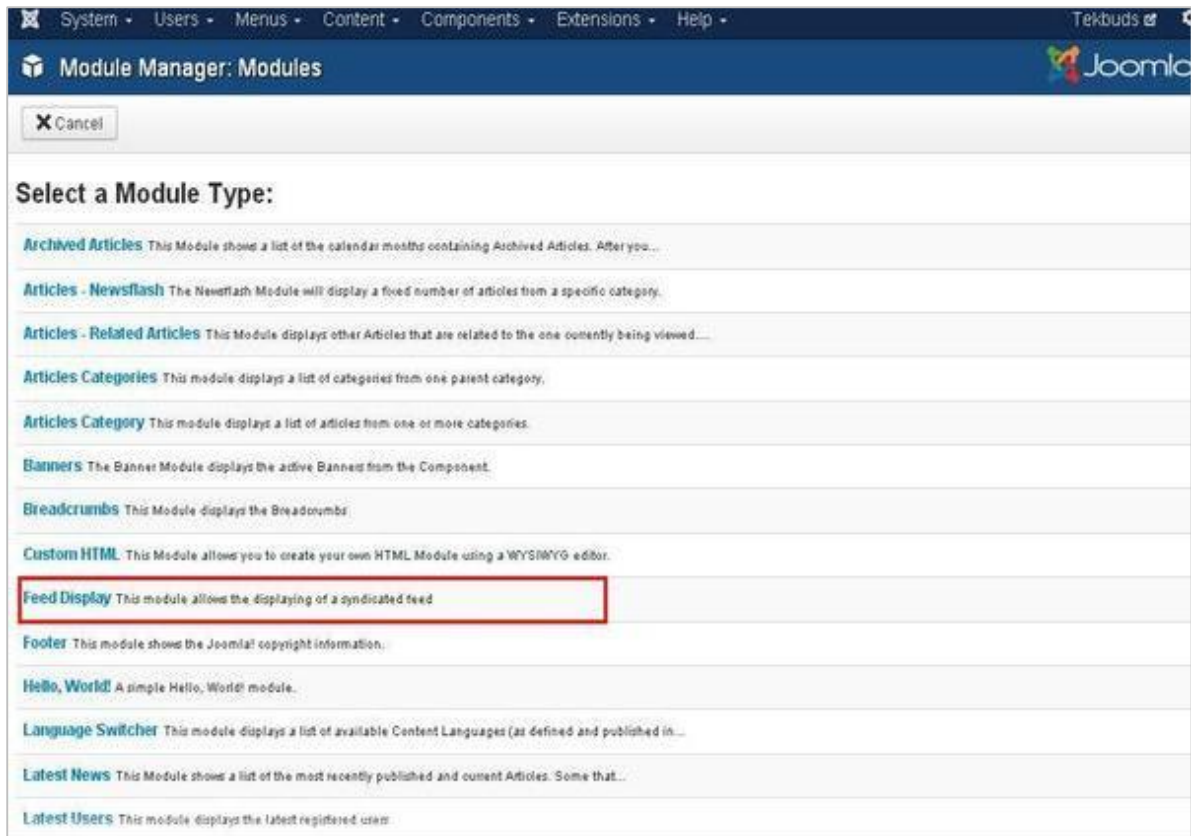 System Users Menus Content Components Extensions Help Tekbuds
Module Manager: Modules Joomla
Cancel
Select a Module Type:
Archived Articles This Module shows a list of the calendar months containing Archived Articles. After you...
Articles - Newsflash The Newsflash Module will display a fixed number of articles from a specific category.
Articles - Related Articles This Module displays other Articles that are related to the one currently being viewed....
Articles Categories This module displays a list of categories from one parent category.
Articles Category This module displays a list of articles from one or more categories.
Banners The Banner Module displays the active Banners from the Component.
Breadcrumbs This Module displays the Breadcrumbs
Custom HTML This Module allows you to create your own HTML Module using a WYSIWYG editor.
Feed Display This module allows the displaying of a syndicated feed
Footer This module shows the Joomla! copyright information.
Hello, World! A simple Hello, World! module.
Language Switcher This module displays a list of available Content Languages (as defined and published in...
Latest News This Module shows a list of the most recently published and current Articles. Some that...
Latest Users This module displays the latest registered users